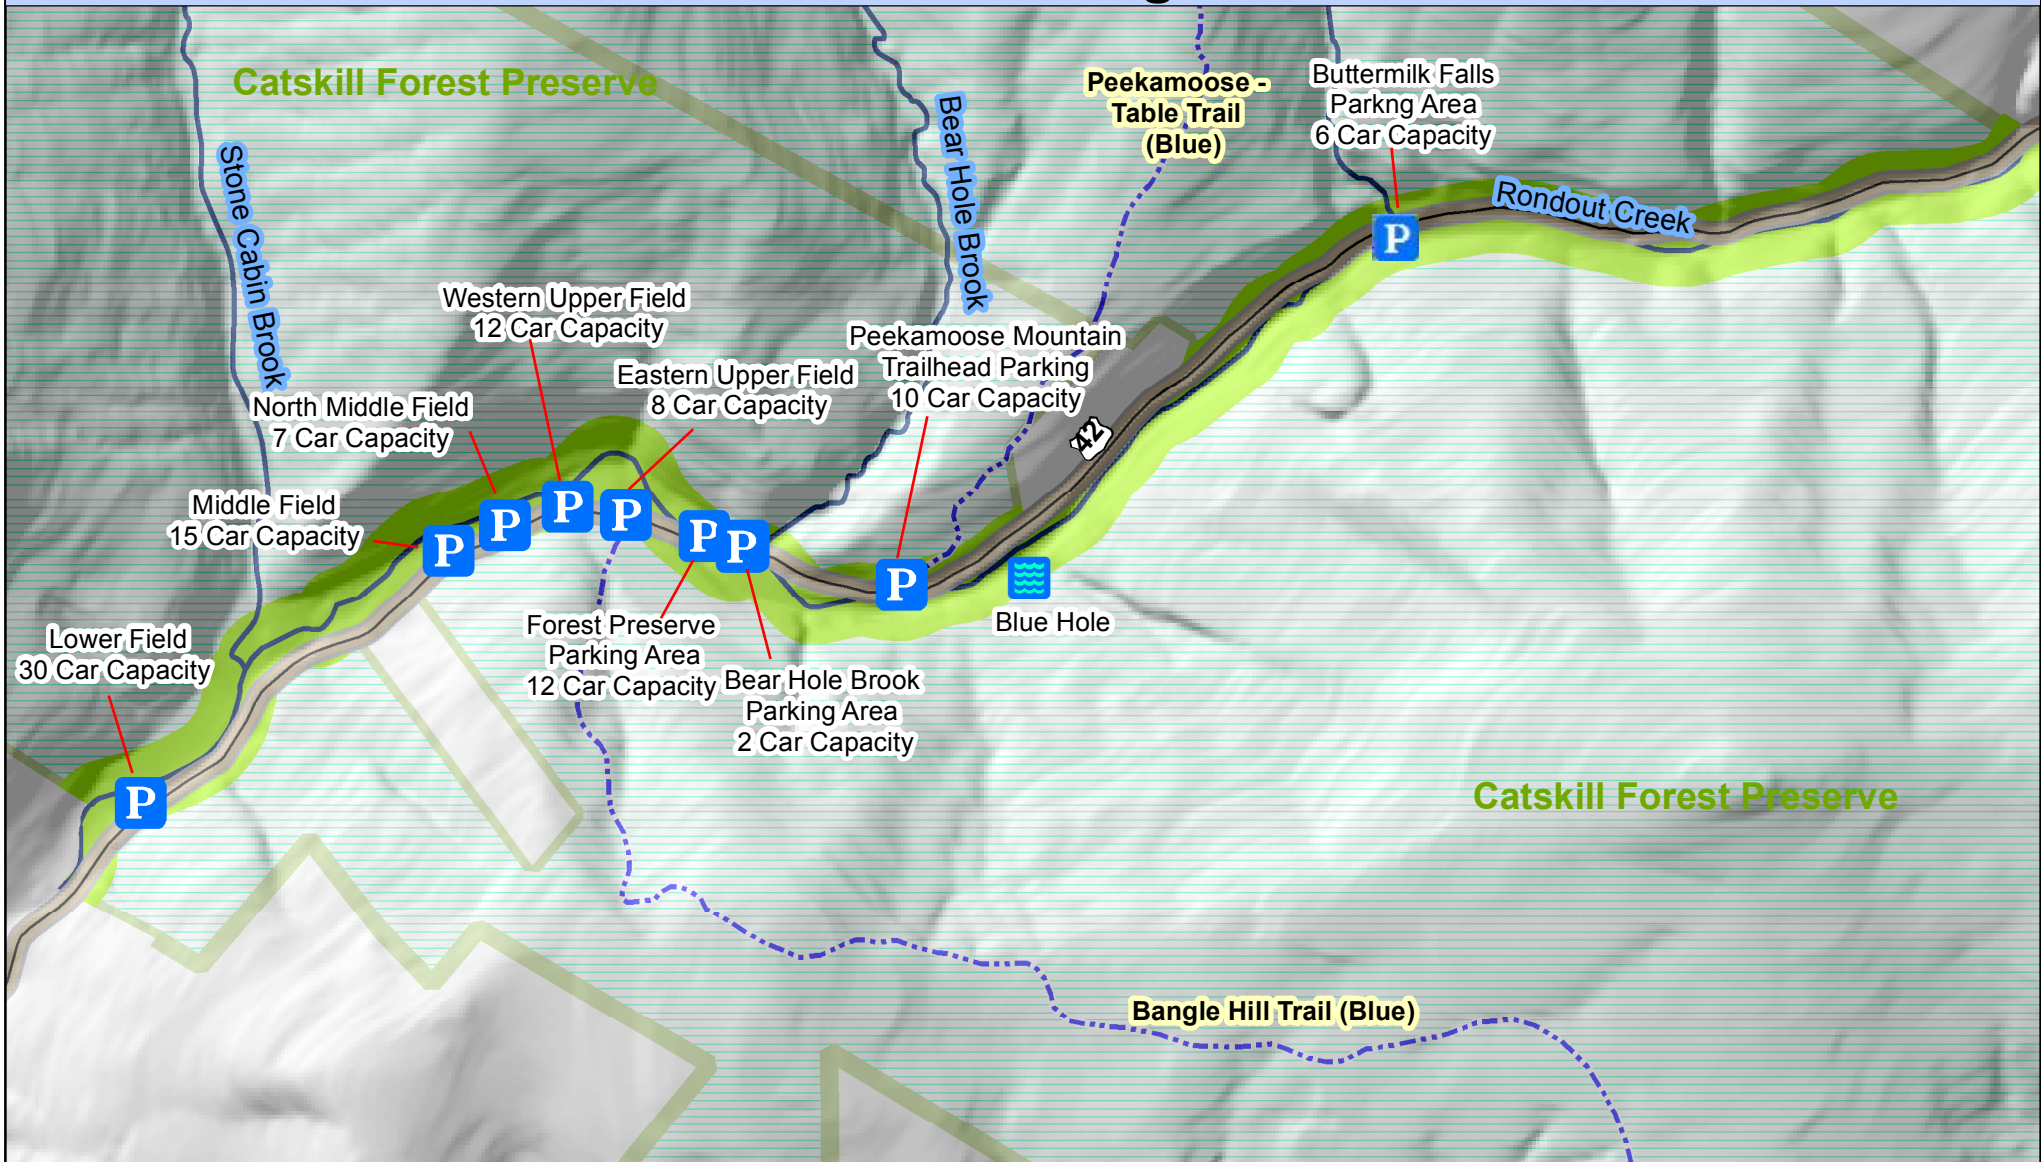 Catskill Forest Preserve
Peekamoose -
Table Trail
(Blue)
Buttermilk Falls
Parkng Area
6 Car Capacity
Stone Cabin Brook
Bear Hole Brook
Rondout Creek
P
Western Upper Field
12 Car Capacity
Peekamoose Mountain
Trailhead Parking
10 Car Capacity
Eastern Upper Field
8 Car Capacity
North Middle Field
7 Car Capacity
42
Middle Field
15 Car Capacity
P
P
P
P
P
P
P
Blue Hole
Lower Field
30 Car Capacity
Forest Preserve
Parking Area
12 Car Capacity
Bear Hole Brook
Parking Area
2 Car Capacity
P
Catskill Forest Preserve
Bangle Hill Trail (Blue)